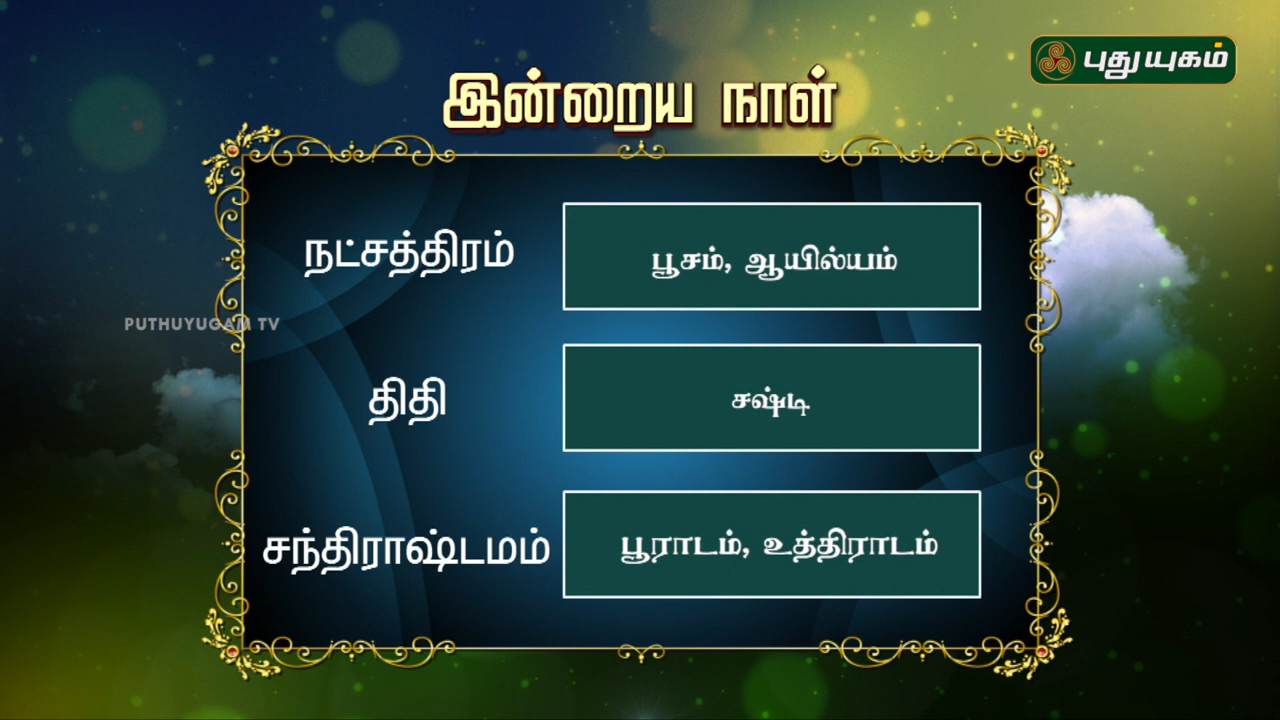 புதுயுகம்
இன்றைய நாள்
நட்சத்திரம் பூசம், ஆயில்யம்
PUTHUYUGAM TV
திதி சஷ்டி
சந்திராஷ்டமம் பூராடம், உத்திராடம்